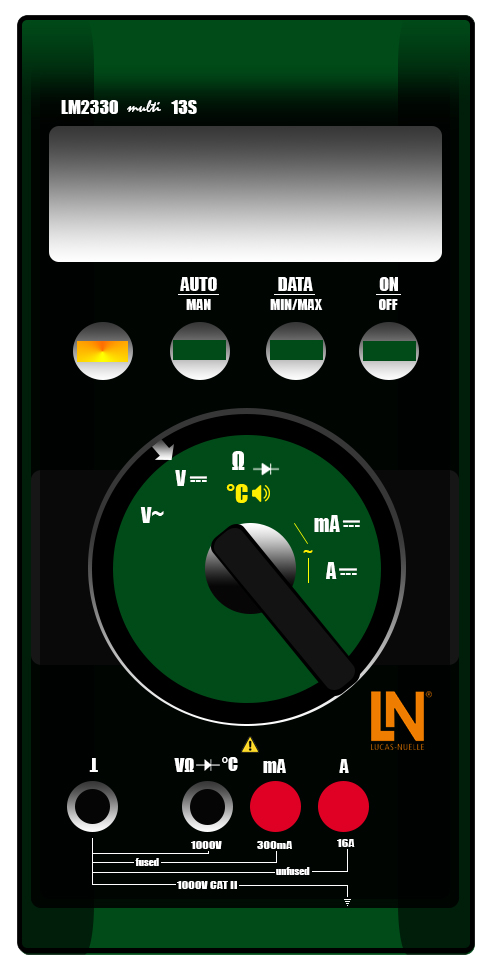 LM2330 multi 13S
AUTO DATA ON
MAN MIN/MAX OFF
Ω
V
°C
V~
mA
~
A
LN®
LUCAS-NUELLE
⊥ VΩ °C mA A
1000V 300mA 16A
fused
unfused
1000V CAT II